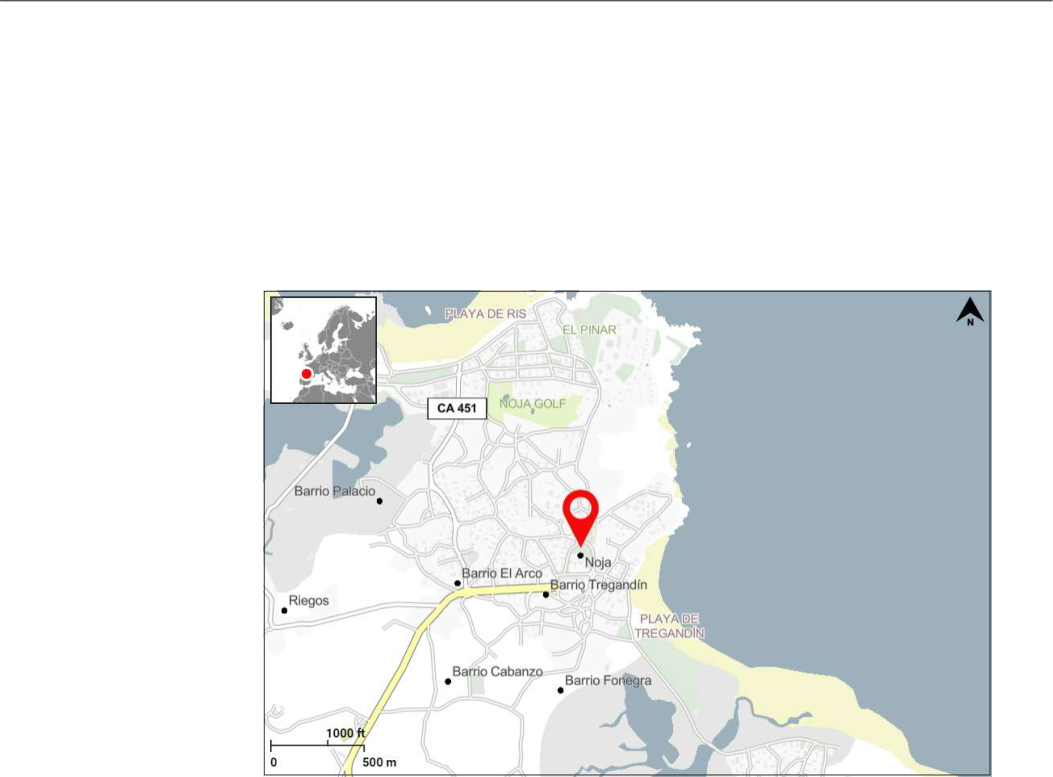 PLAYA DE RIS
EL PINAR
N
CA 451
NOJA GOLF
Barrio Palacio
Noja
Barrio El Arco
Barrio Tregandín
Riegos
PLAYA DE
TREGANDÍN
Barrio Cabanzo
Barrio Fonegra
1000 ft
0
500 m